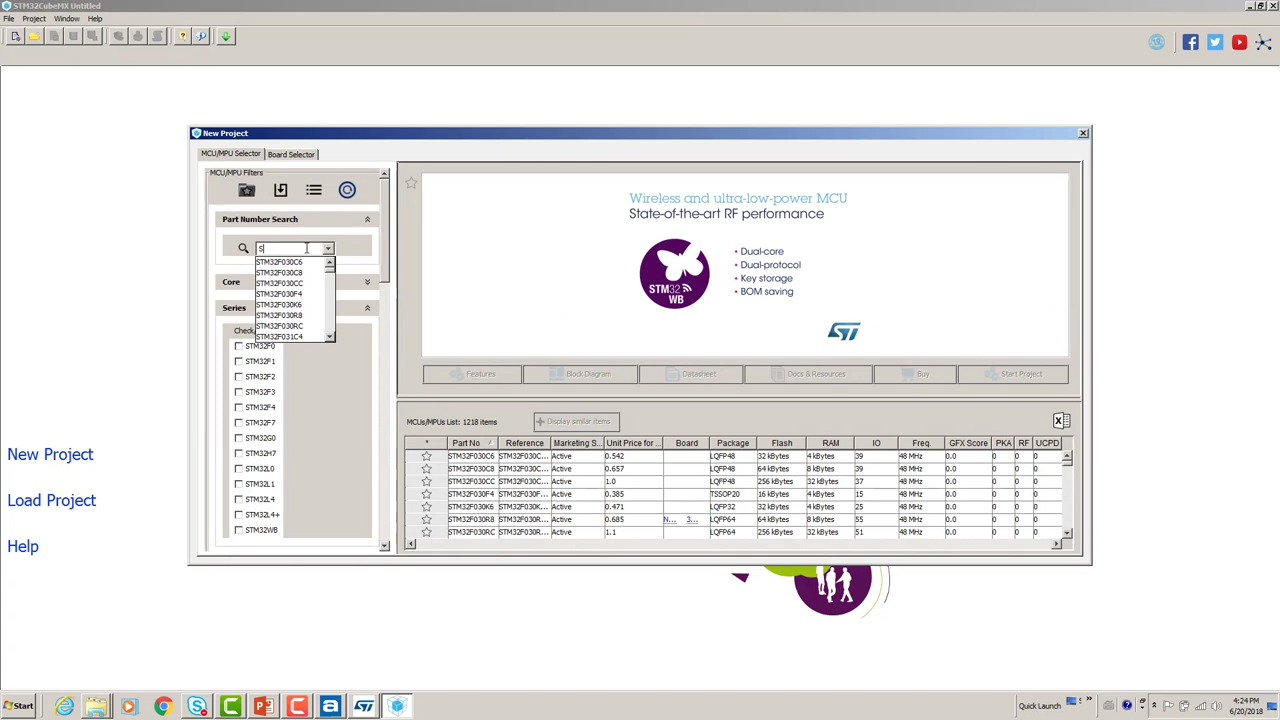 STM32CubeMX Untitled
File Project Window Help
New Project
MCU/MPU Selector Board Selector
MCU/MPU Filters
Part Number Search
S
STM32F030C6
STM32F030C8
STM32F030CC
STM32F030F4
STM32F030K6
STM32F030R8
STM32F030RC
STM32F031C4
Core
Series
STM32F0
STM32F1
STM32F2
STM32F3
STM32F4
STM32F7
STM32G0
STM32H7
STM32L0
STM32L1
STM32L4
STM32L4+
STM32WB
Wireless and ultra-low-power MCU
State-of-the-art RF performance
STM32
WB
• Dual-core
• Dual-protocol
• Key storage
• BOM saving
ST
Features Block Diagram Datasheet Docs & Resources Buy Start Project
MCUs/MPUs List: 1218 items + Display similar items
* Part No Reference Marketing S... Unit Price for ... Board Package Flash RAM IO Freq. GFX Score PKA RF UCPD
STM32F030C6 STM32F030C... Active 0.542 LQFP48 32 kBytes 4 kBytes 39 48 MHz 0.0 0 0 0
STM32F030C8 STM32F030C... Active 0.657 LQFP48 64 kBytes 8 kBytes 39 48 MHz 0.0 0 0 0
STM32F030CC STM32F030C... Active 1.0 LQFP48 256 kBytes 32 kBytes 37 48 MHz 0.0 0 0 0
STM32F030F4 STM32F030F... Active 0.385 TSSOP20 16 kBytes 4 kBytes 15 48 MHz 0.0 0 0 0
STM32F030K6 STM32F030K... Active 0.471 LQFP32 32 kBytes 4 kBytes 25 48 MHz 0.0 0 0 0
STM32F030R8 STM32F030R... Active 0.685 N... 3... LQFP64 64 kBytes 8 kBytes 55 48 MHz 0.0 0 0 0
STM32F030RC STM32F030R... Active 1.1 LQFP64 256 kBytes 32 kBytes 51 48 MHz 0.0 0 0 0
New Project
Load Project
Help
Start
Quick Launch
4:24 PM
6/20/2018